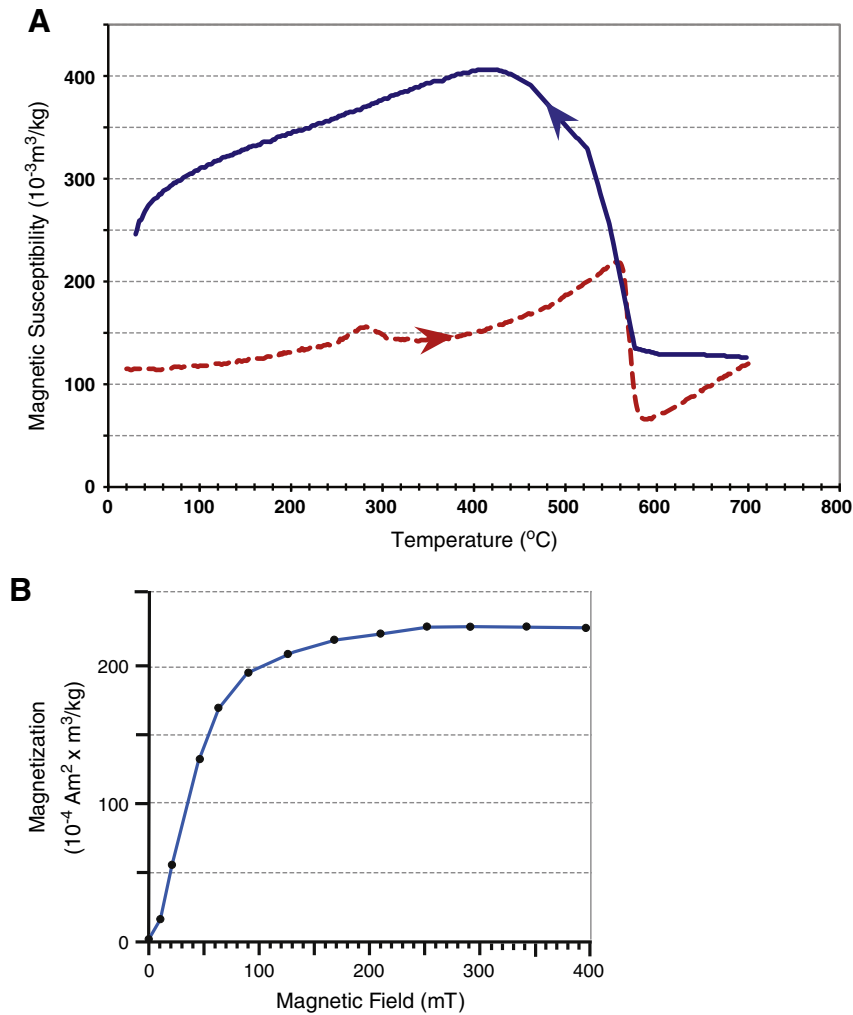 A
Magnetic Susceptibility (10⁻³m³/kg)
400
300
200
100
0
0 100 200 300 400 500 600 700 800
Temperature (ºC)
B
Magnetization
(10⁻⁴ Am² x m³/kg)
200
100
0
0 100 200 300 400
Magnetic Field (mT)